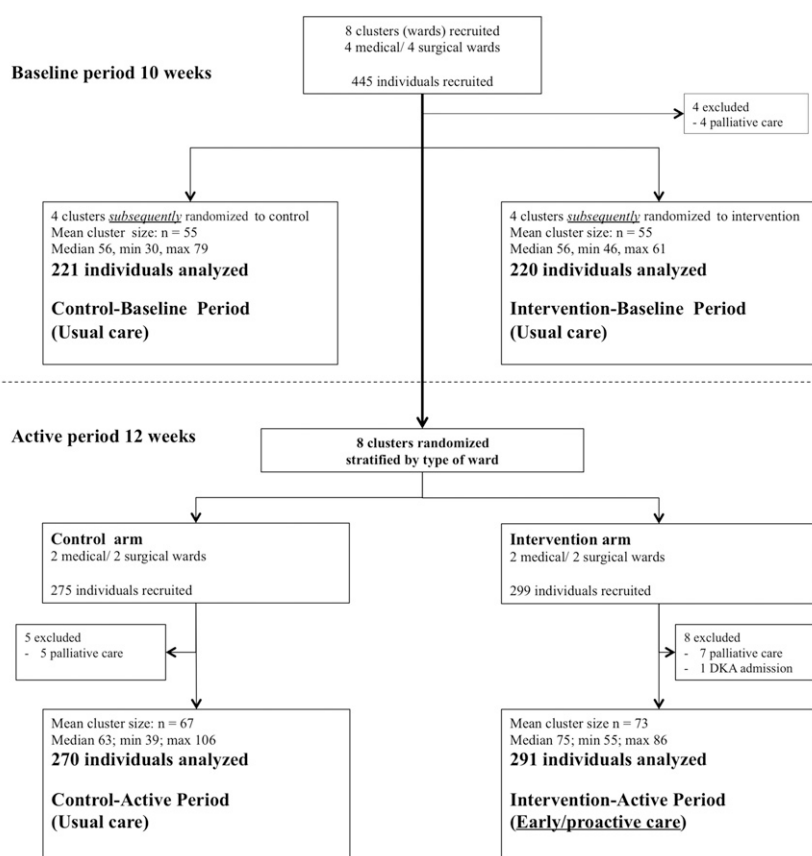 8 clusters (wards) recruited
4 medical/ 4 surgical wards
445 individuals recruited
Baseline period 10 weeks
4 excluded
- 4 palliative care
4 clusters subsequently randomized to control
Mean cluster size: n = 55
Median 56, min 30, max 79
221 individuals analyzed
Control-Baseline Period
(Usual care)
4 clusters subsequently randomized to intervention
Mean cluster size: n = 55
Median 56, min 46, max 61
220 individuals analyzed
Intervention-Baseline Period
(Usual care)
Active period 12 weeks
8 clusters randomized
stratified by type of ward
Control arm
2 medical/ 2 surgical wards
275 individuals recruited
Intervention arm
2 medical/ 2 surgical wards
299 individuals recruited
5 excluded
- 5 palliative care
8 excluded
- 7 palliative care
- 1 DKA admission
Mean cluster size: n = 67
Median 63; min 39; max 106
270 individuals analyzed
Control-Active Period
(Usual care)
Mean cluster size n = 73
Median 75; min 55; max 86
291 individuals analyzed
Intervention-Active Period
(Early/proactive care)